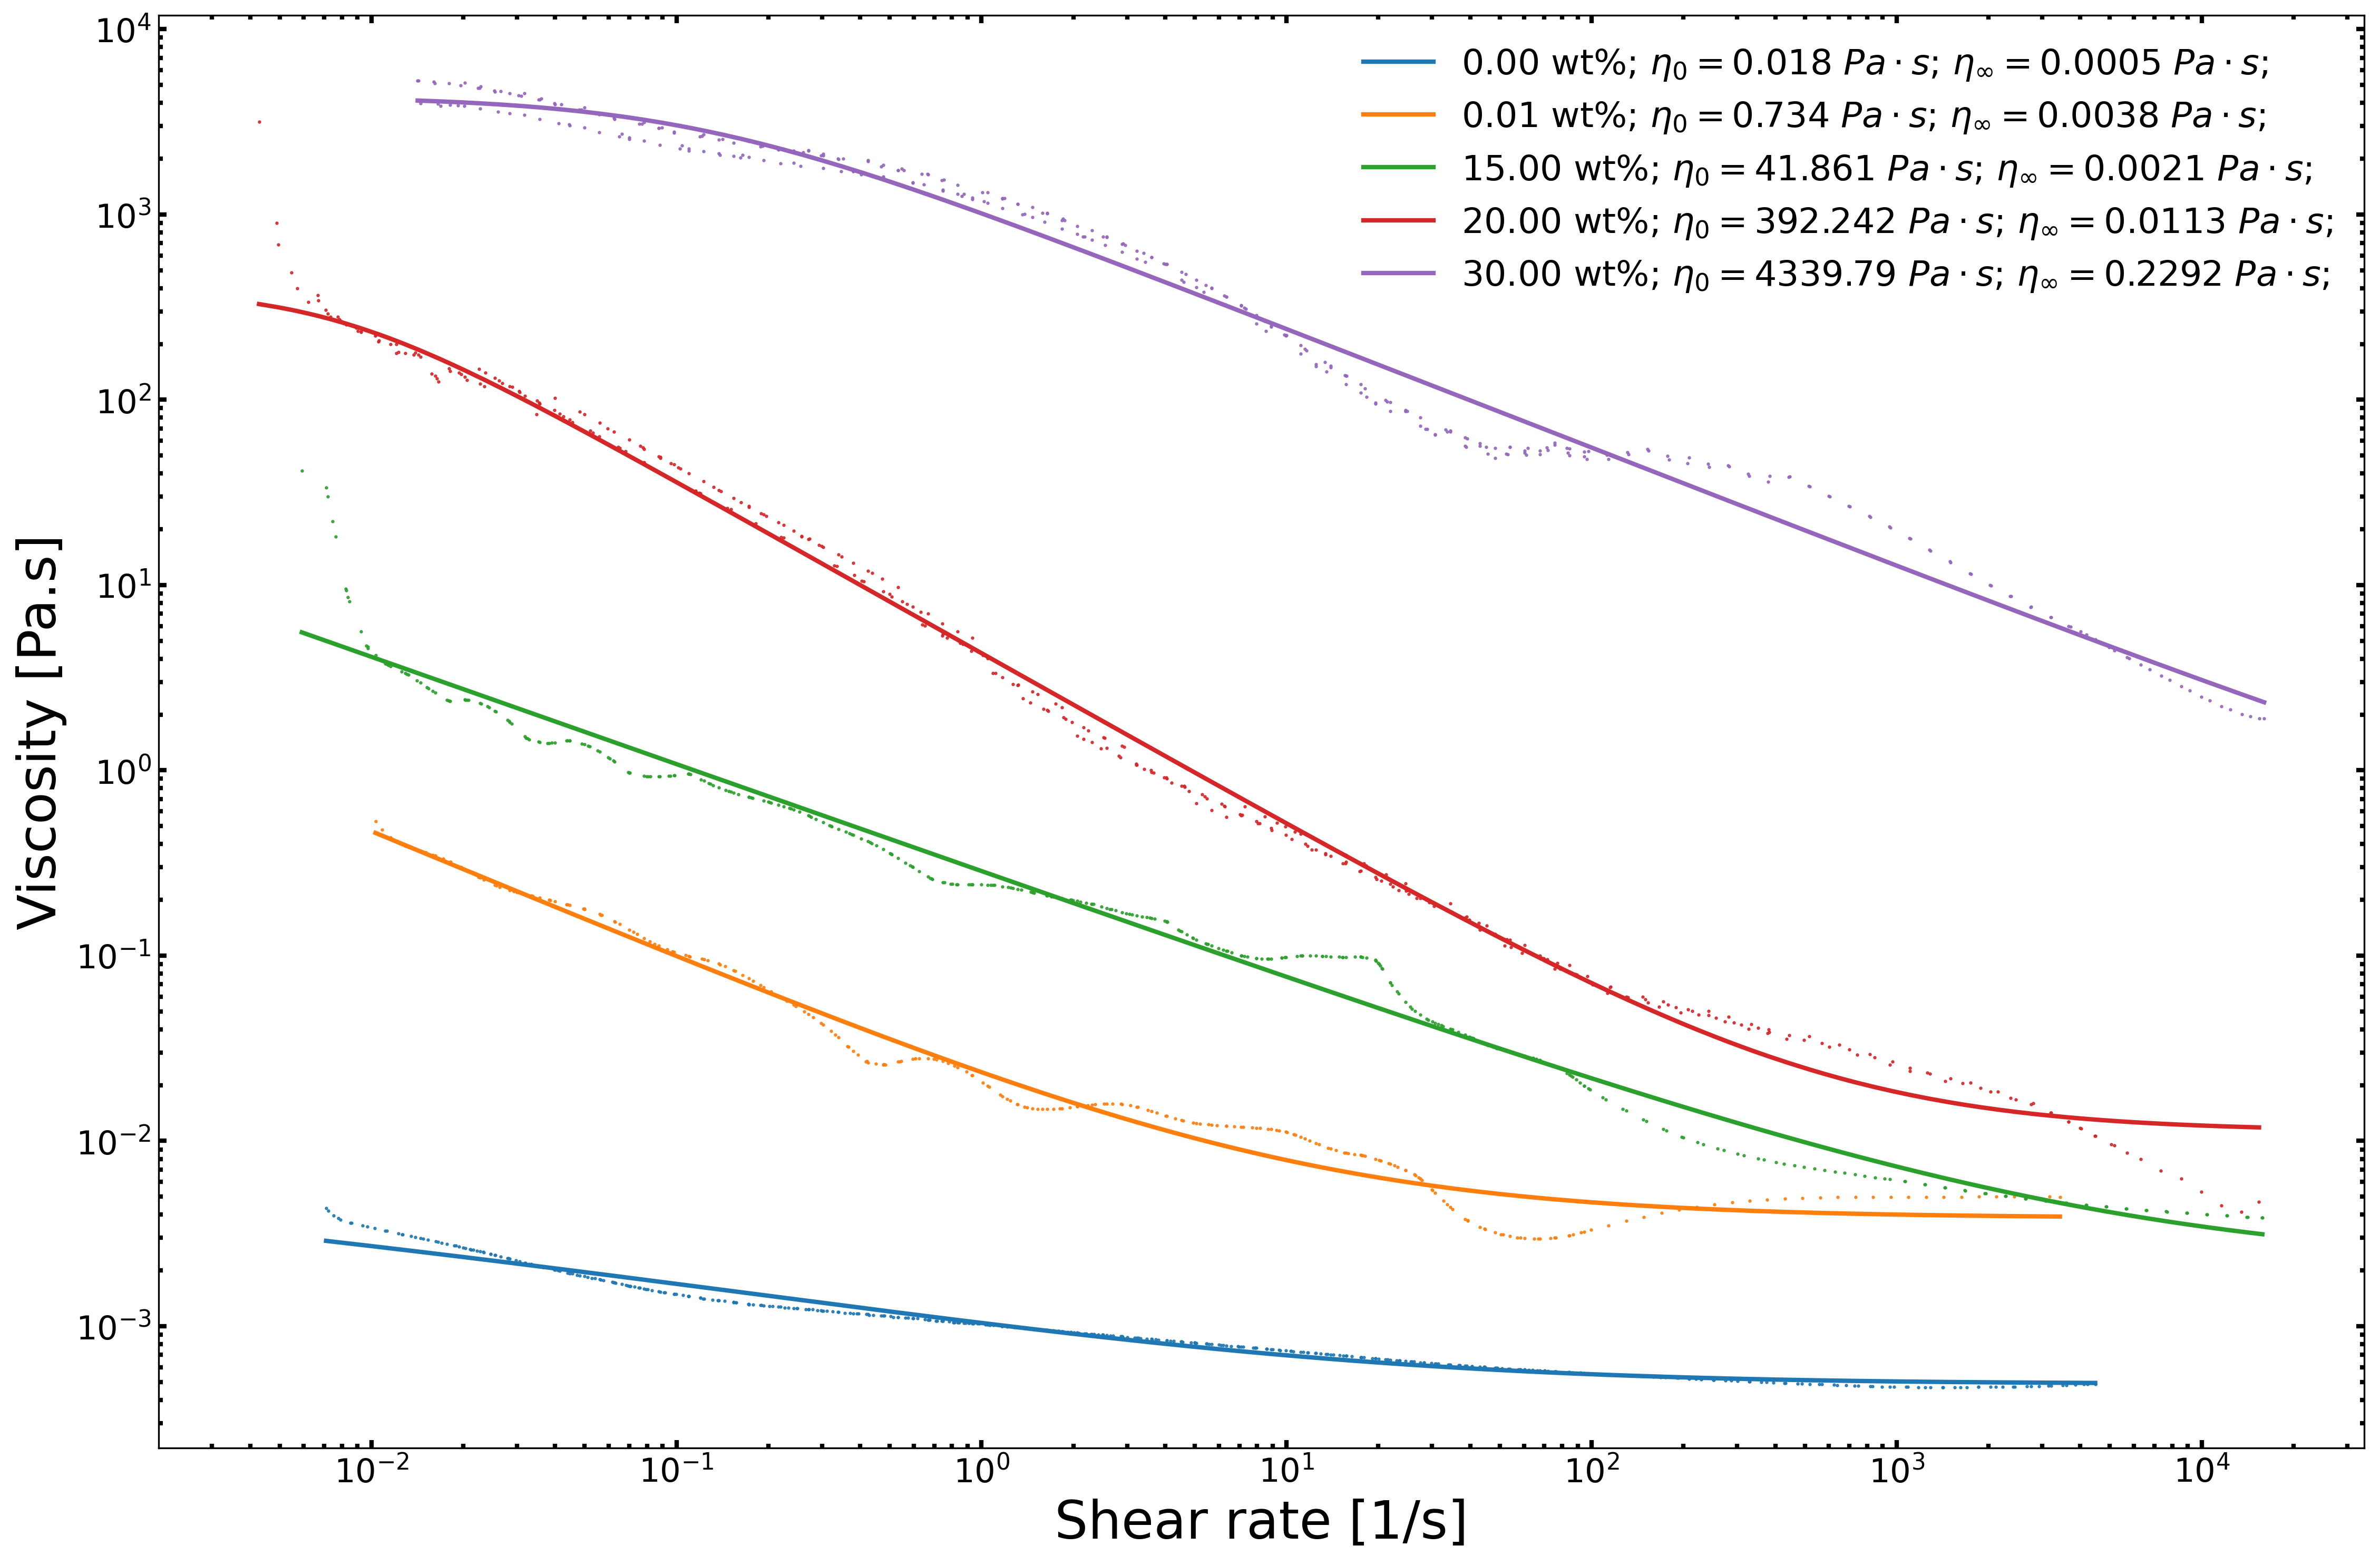 0.00 wt%; η₀ = 0.018 Pa · s; η∞ = 0.0005 Pa · s;
0.01 wt%; η₀ = 0.734 Pa · s; η∞ = 0.0038 Pa · s;
15.00 wt%; η₀ = 41.861 Pa · s; η∞ = 0.0021 Pa · s;
20.00 wt%; η₀ = 392.242 Pa · s; η∞ = 0.0113 Pa · s;
30.00 wt%; η₀ = 4339.79 Pa · s; η∞ = 0.2292 Pa · s;
Viscosity [Pa.s]
10⁴
10³
10²
10¹
10⁰
10⁻¹
10⁻²
10⁻³
10⁻² 10⁻¹ 10⁰ 10¹ 10² 10³ 10⁴
Shear rate [1/s]